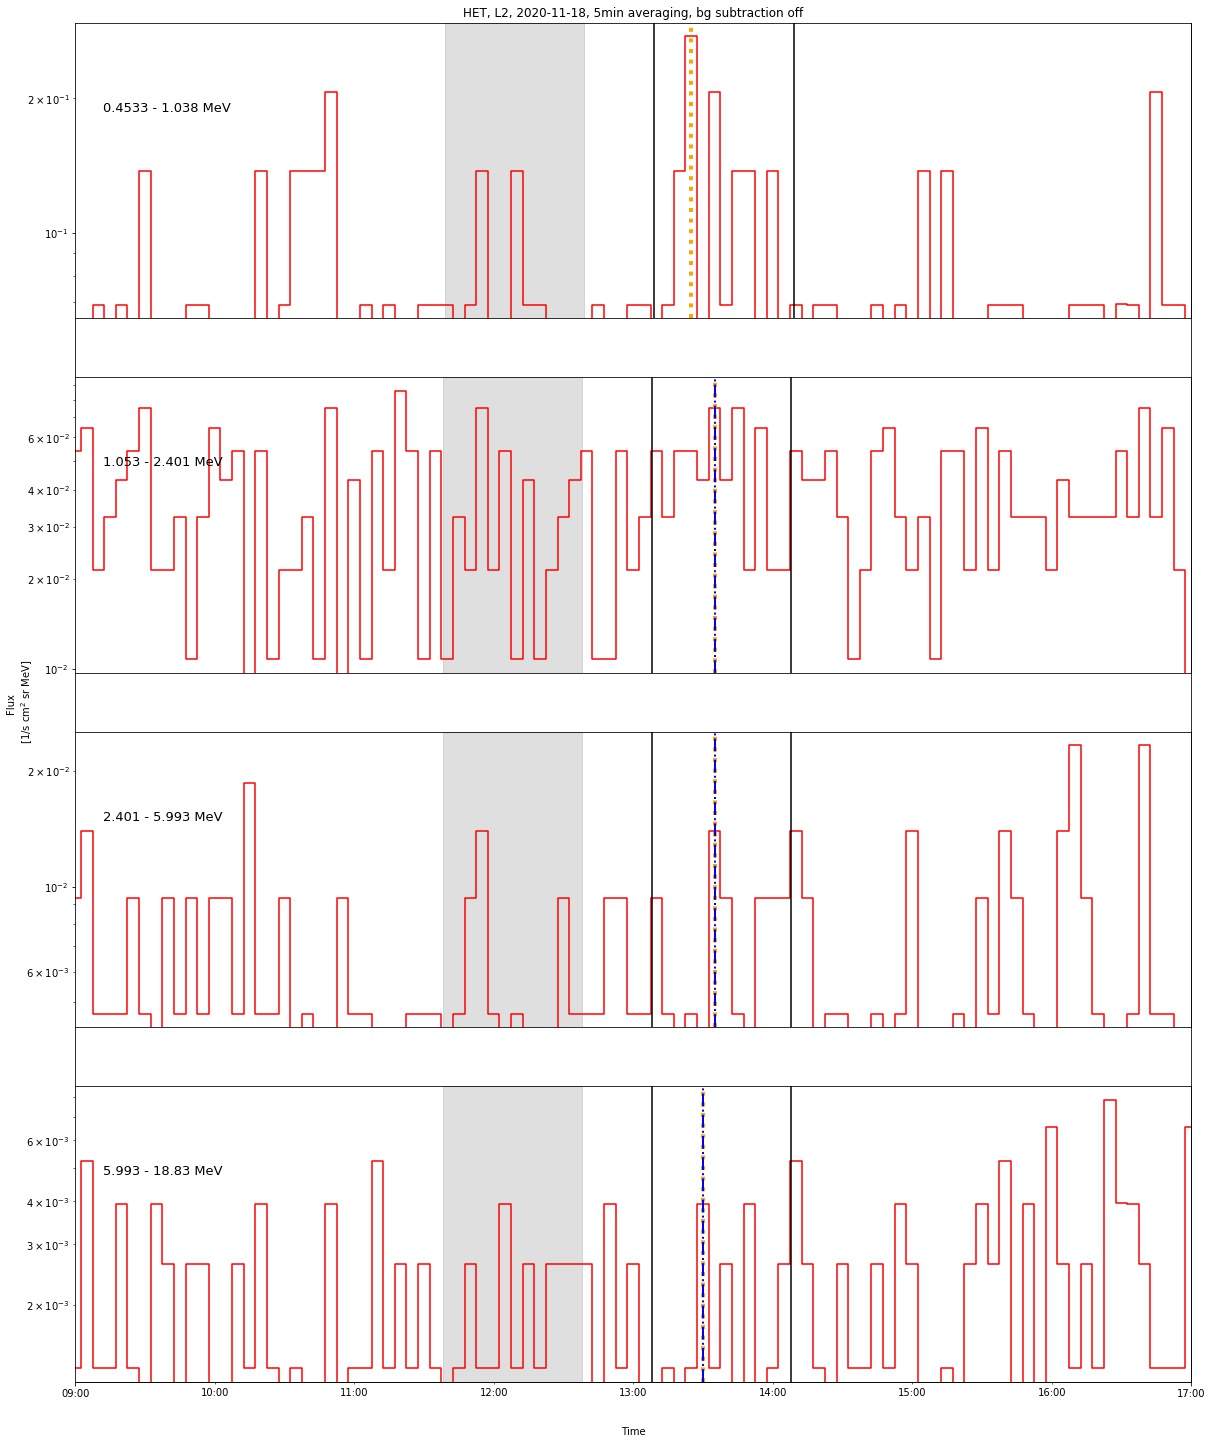 HET, L2, 2020-11-18, 5min averaging, bg subtraction off
2 × 10⁻¹
0.4533 - 1.038 MeV
10⁻¹
6 × 10⁻²
1.053 - 2.401 MeV
4 × 10⁻²
3 × 10⁻²
2 × 10⁻²
10⁻²
Flux
[1/s cm² sr MeV]
2 × 10⁻²
2.401 - 5.993 MeV
10⁻²
6 × 10⁻³
6 × 10⁻³
5.993 - 18.83 MeV
4 × 10⁻³
3 × 10⁻³
2 × 10⁻³
09:00 10:00 11:00 12:00 13:00 14:00 15:00 16:00 17:00
Time